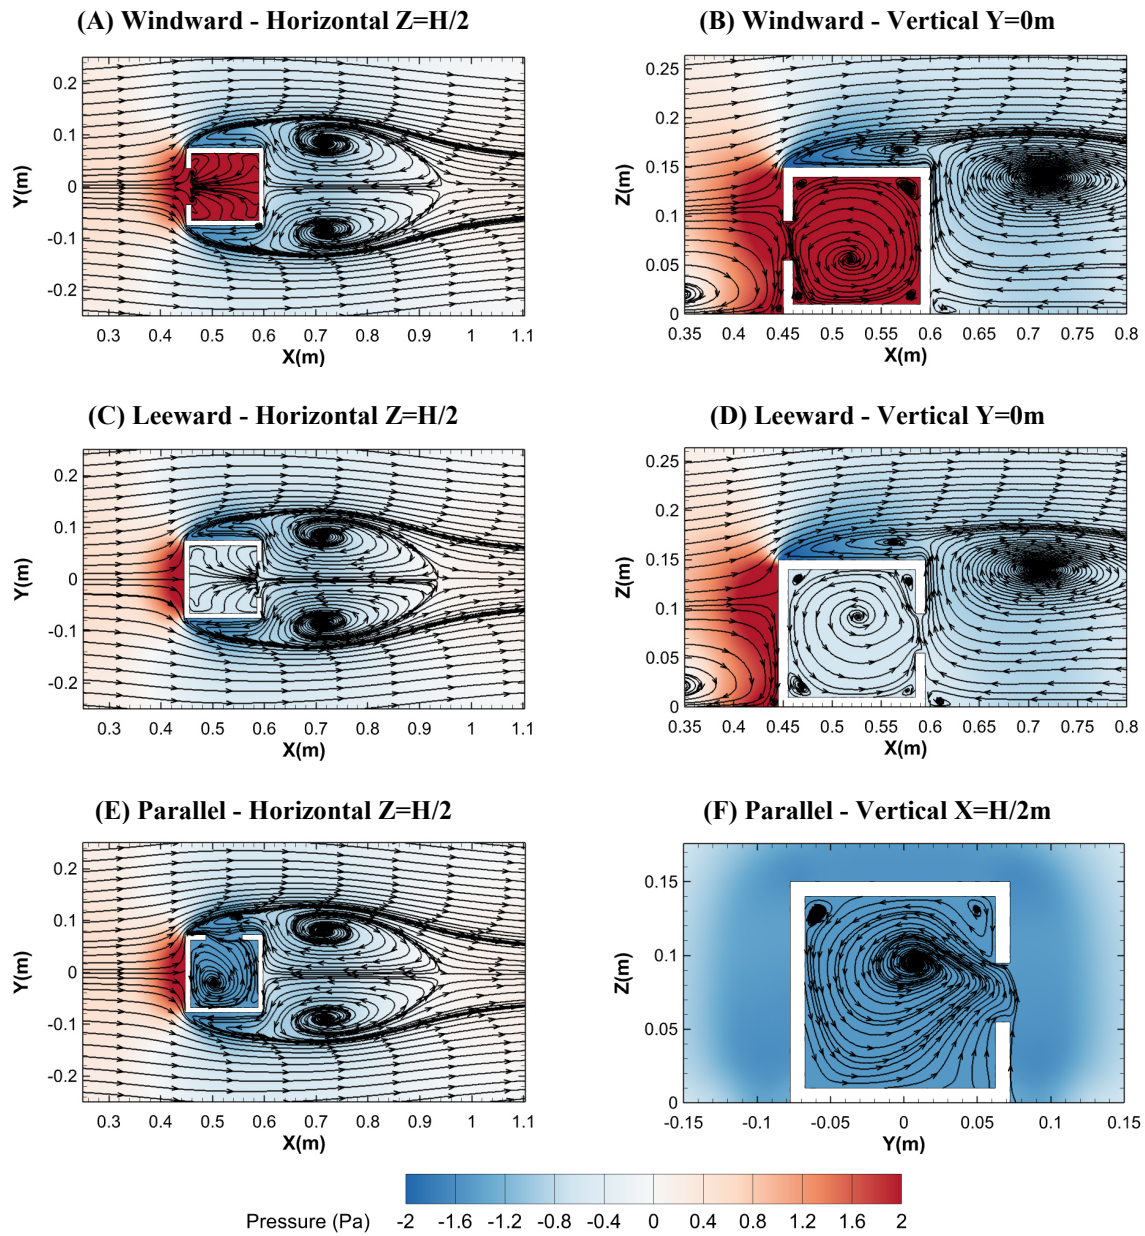 (A) Windward - Horizontal Z=H/2
0.2
0.1
0
-0.1
-0.2
Y(m)
0.3 0.4 0.5 0.6 0.7 0.8 0.9 1 1.1
X(m)
(B) Windward - Vertical Y=0m
0.25
0.2
0.15
0.1
0.05
0
Z(m)
0.35 0.4 0.45 0.5 0.55 0.6 0.65 0.7 0.75 0.8
X(m)
(C) Leeward - Horizontal Z=H/2
0.2
0.1
0
-0.1
-0.2
Y(m)
0.3 0.4 0.5 0.6 0.7 0.8 0.9 1 1.1
X(m)
(D) Leeward - Vertical Y=0m
0.25
0.2
0.15
0.1
0.05
0
Z(m)
0.35 0.4 0.45 0.5 0.55 0.6 0.65 0.7 0.75 0.8
X(m)
(E) Parallel - Horizontal Z=H/2
0.2
0.1
0
-0.1
-0.2
Y(m)
0.3 0.4 0.5 0.6 0.7 0.8 0.9 1 1.1
X(m)
(F) Parallel - Vertical X=H/2m
0.15
0.1
0.05
0
Z(m)
-0.15 -0.1 -0.05 0 0.05 0.1 0.15
Y(m)
Pressure (Pa) -2 -1.6 -1.2 -0.8 -0.4 0 0.4 0.8 1.2 1.6 2